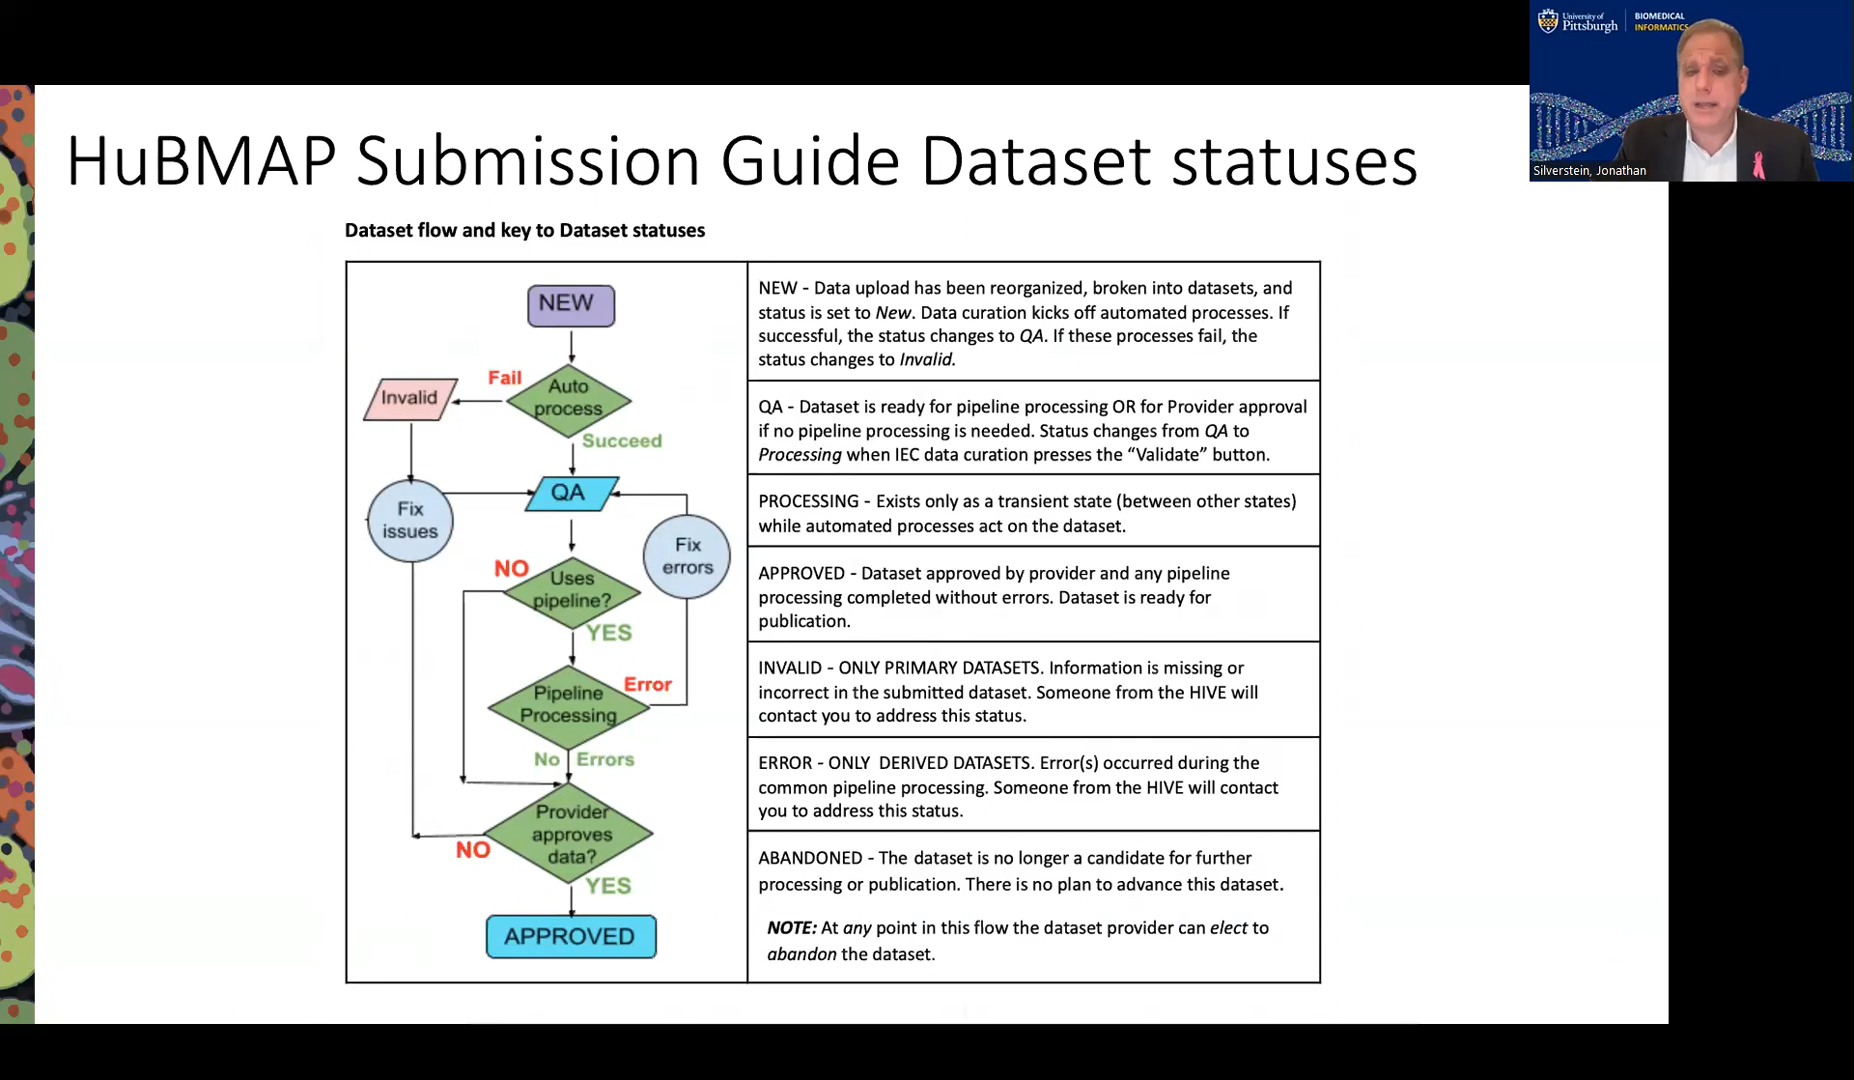 University of
Pittsburgh
BIOMEDICAL
INFORMATICS
Silverstein, Jonathan
HuBMAP Submission Guide Dataset statuses
Dataset flow and key to Dataset statuses
NEW
Auto
process
Fail
Invalid
Succeed
QA
Fix
issues
Fix
errors
NO
Uses
pipeline?
YES
Pipeline
Processing
Error
No Errors
Provider
approves
data?
NO
YES
APPROVED
NEW - Data upload has been reorganized, broken into datasets, and
status is set to New. Data curation kicks off automated processes. If
successful, the status changes to QA. If these processes fail, the
status changes to Invalid.
QA - Dataset is ready for pipeline processing OR for Provider approval
if no pipeline processing is needed. Status changes from QA to
Processing when IEC data curation presses the “Validate” button.
PROCESSING - Exists only as a transient state (between other states)
while automated processes act on the dataset.
APPROVED - Dataset approved by provider and any pipeline
processing completed without errors. Dataset is ready for
publication.
INVALID - ONLY PRIMARY DATASETS. Information is missing or
incorrect in the submitted dataset. Someone from the HIVE will
contact you to address this status.
ERROR - ONLY DERIVED DATASETS. Error(s) occurred during the
common pipeline processing. Someone from the HIVE will contact
you to address this status.
ABANDONED - The dataset is no longer a candidate for further
processing or publication. There is no plan to advance this dataset.
NOTE: At any point in this flow the dataset provider can elect to
abandon the dataset.